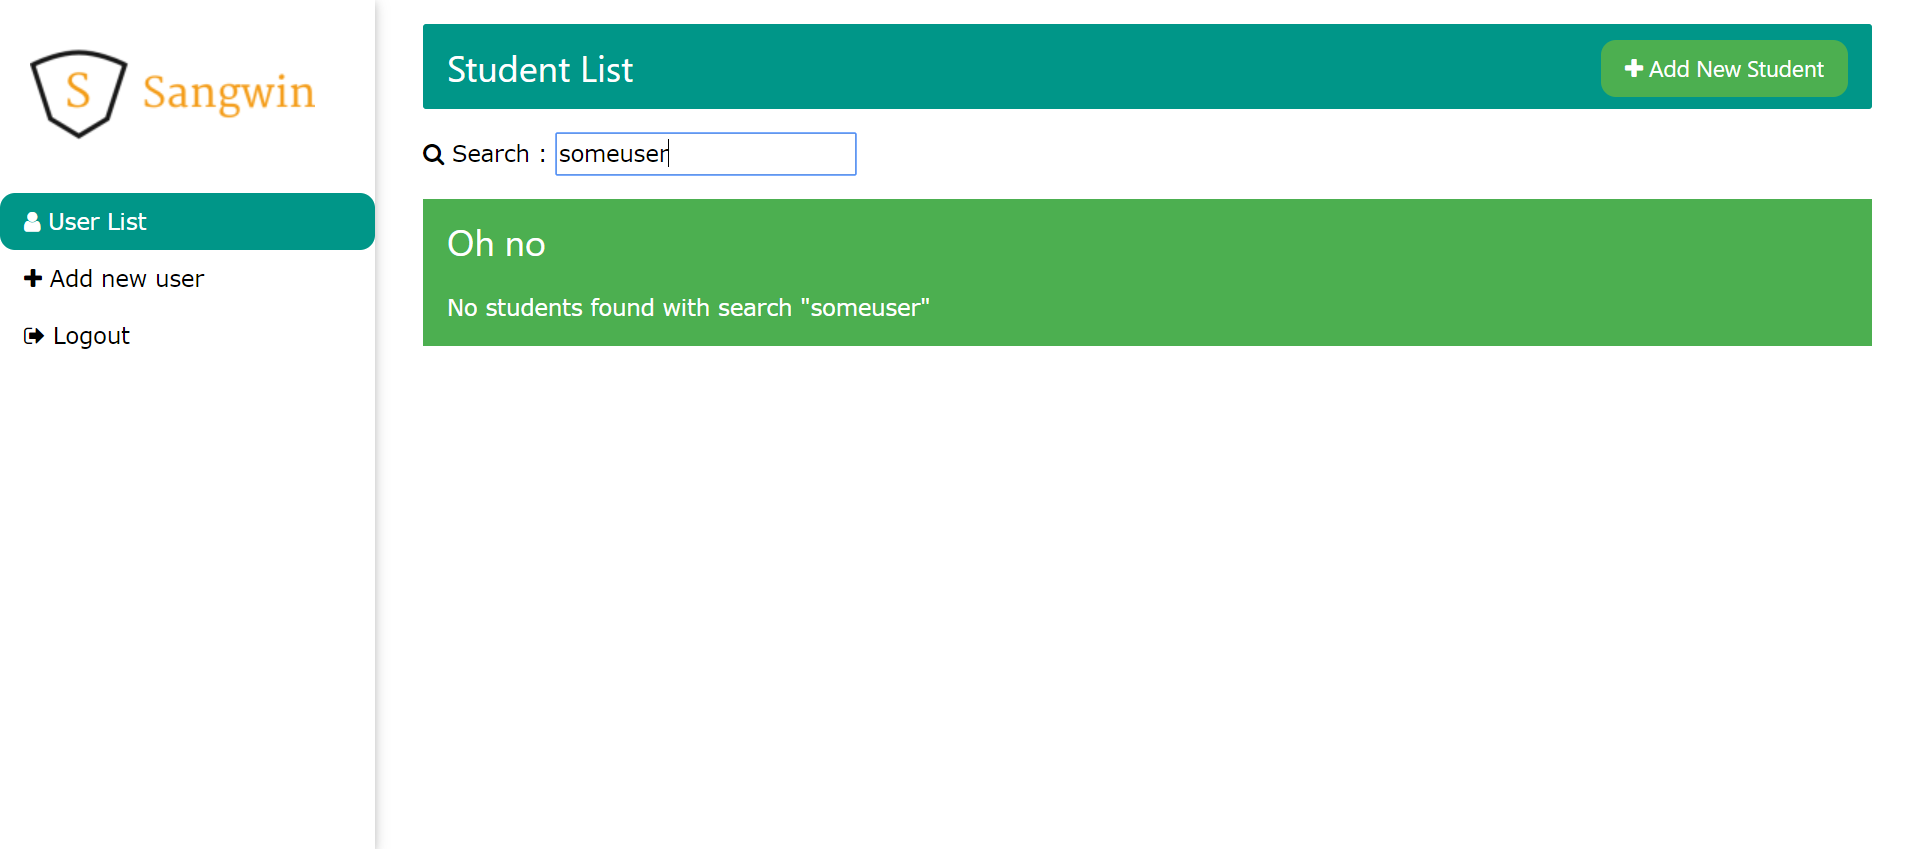 S Sangwin
User List
Add new user
Logout
Student List
Add New Student
Search : someuser
Oh no
No students found with search "someuser"